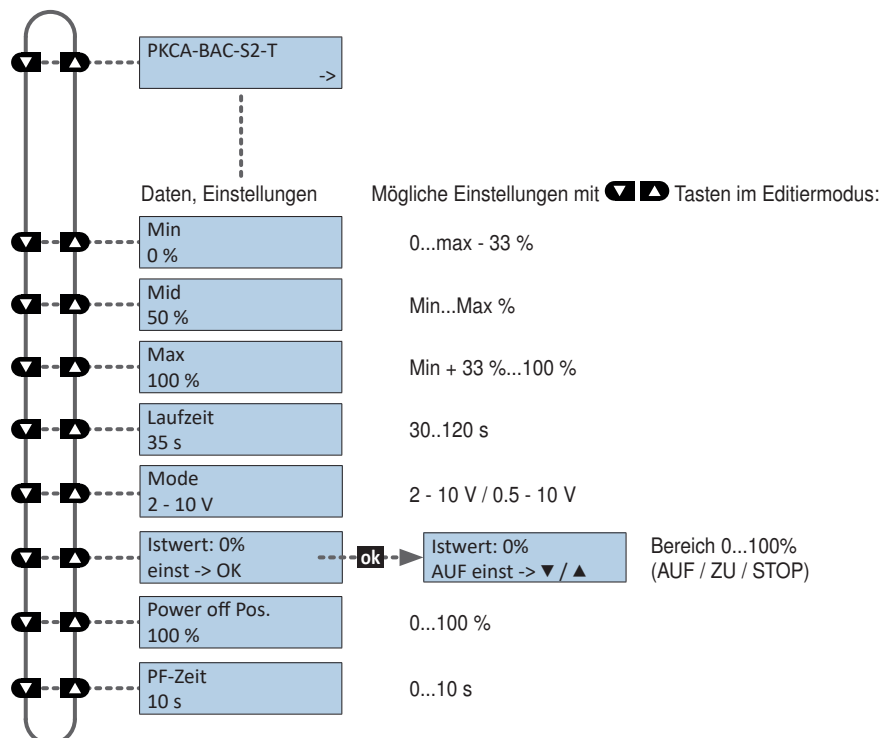 PKCA-BAC-S2-T
->
Daten, Einstellungen
Mögliche Einstellungen mit ▼ ▲ Tasten im Editiermodus:
Min
0 %
0...max - 33 %
Mid
50 %
Min...Max %
Max
100 %
Min + 33 %...100 %
Laufzeit
35 s
30..120 s
Mode
2 - 10 V
2 - 10 V / 0.5 - 10 V
Istwert: 0%
einst -> OK
ok
Istwert: 0%
AUF einst -> ▼ / ▲
Bereich 0...100%
(AUF / ZU / STOP)
Power off Pos.
100 %
0...100 %
PF-Zeit
10 s
0...10 s